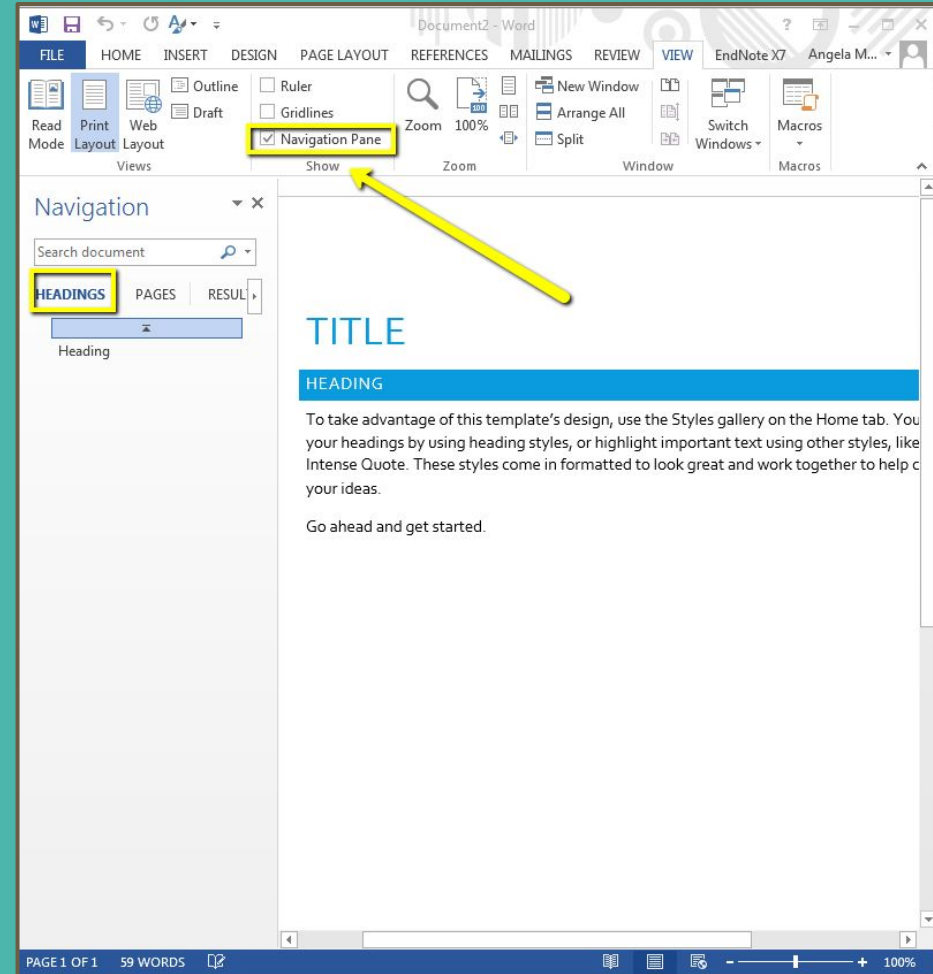 Document2 - Word
FILE HOME INSERT DESIGN PAGE LAYOUT REFERENCES MAILINGS REVIEW VIEW EndNote X7 Angela M...
Read Mode
Print Layout
Web Layout
Outline
Draft
Views
Ruler
Gridlines
Navigation Pane
Show
Zoom
100%
Zoom
New Window
Arrange All
Split
Switch Windows
Window
Macros
Macros
Navigation
Search document
HEADINGS PAGES RESUL
Heading
TITLE
HEADING
To take advantage of this template's design, use the Styles gallery on the Home tab. You
your headings by using heading styles, or highlight important text using other styles, like
Intense Quote. These styles come in formatted to look great and work together to help c
your ideas.
Go ahead and get started.
PAGE 1 OF 1 59 WORDS 100%